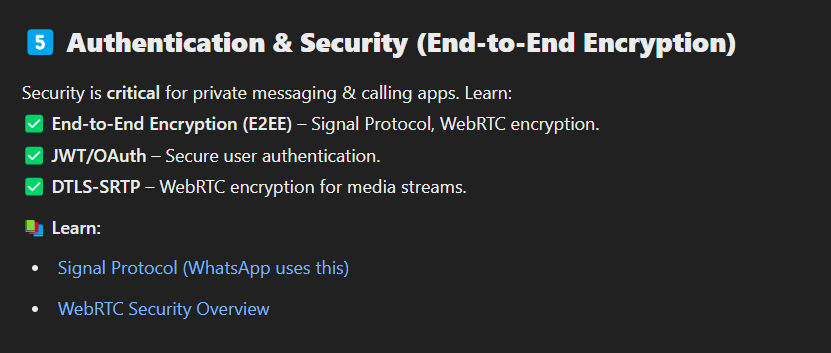 5 Authentication & Security (End-to-End Encryption)
Security is critical for private messaging & calling apps. Learn:
✅ End-to-End Encryption (E2EE) – Signal Protocol, WebRTC encryption.
✅ JWT/OAuth – Secure user authentication.
✅ DTLS-SRTP – WebRTC encryption for media streams.
📚 Learn:
• Signal Protocol (WhatsApp uses this)
• WebRTC Security Overview